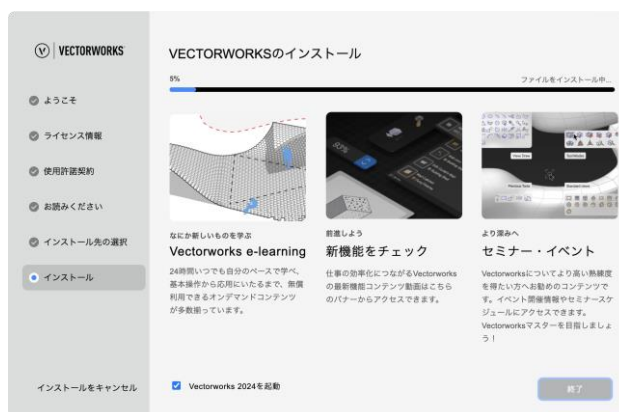 VECTORWORKS
ようこそ
ライセンス情報
使用許諾契約
お読みください
インストール先の選択
インストール
インストールをキャンセル
VECTORWORKSのインストール
5%
ファイルをインストール中...
なにか新しいものを学ぶ
Vectorworks e-learning
24時間いつでも自分のペースで学べ、
基本操作から応用にいたるまで、無償
利用できるオンデマンドコンテンツ
が多数揃っています。
前進しよう
新機能をチェック
仕事の効率化につながるVectorworks
の最新機能コンテンツ動画はこちら
のバナーからアクセスできます。
より深みへ
セミナー・イベント
Vectorworksについてより高い熟練度
を得たい方へお勧めのコンテンツで
す。イベント開催情報やセミナースケ
ジュールにアクセスできます。
Vectorworksマスターを目指しましょ
う！
Vectorworks 2024を起動
終了